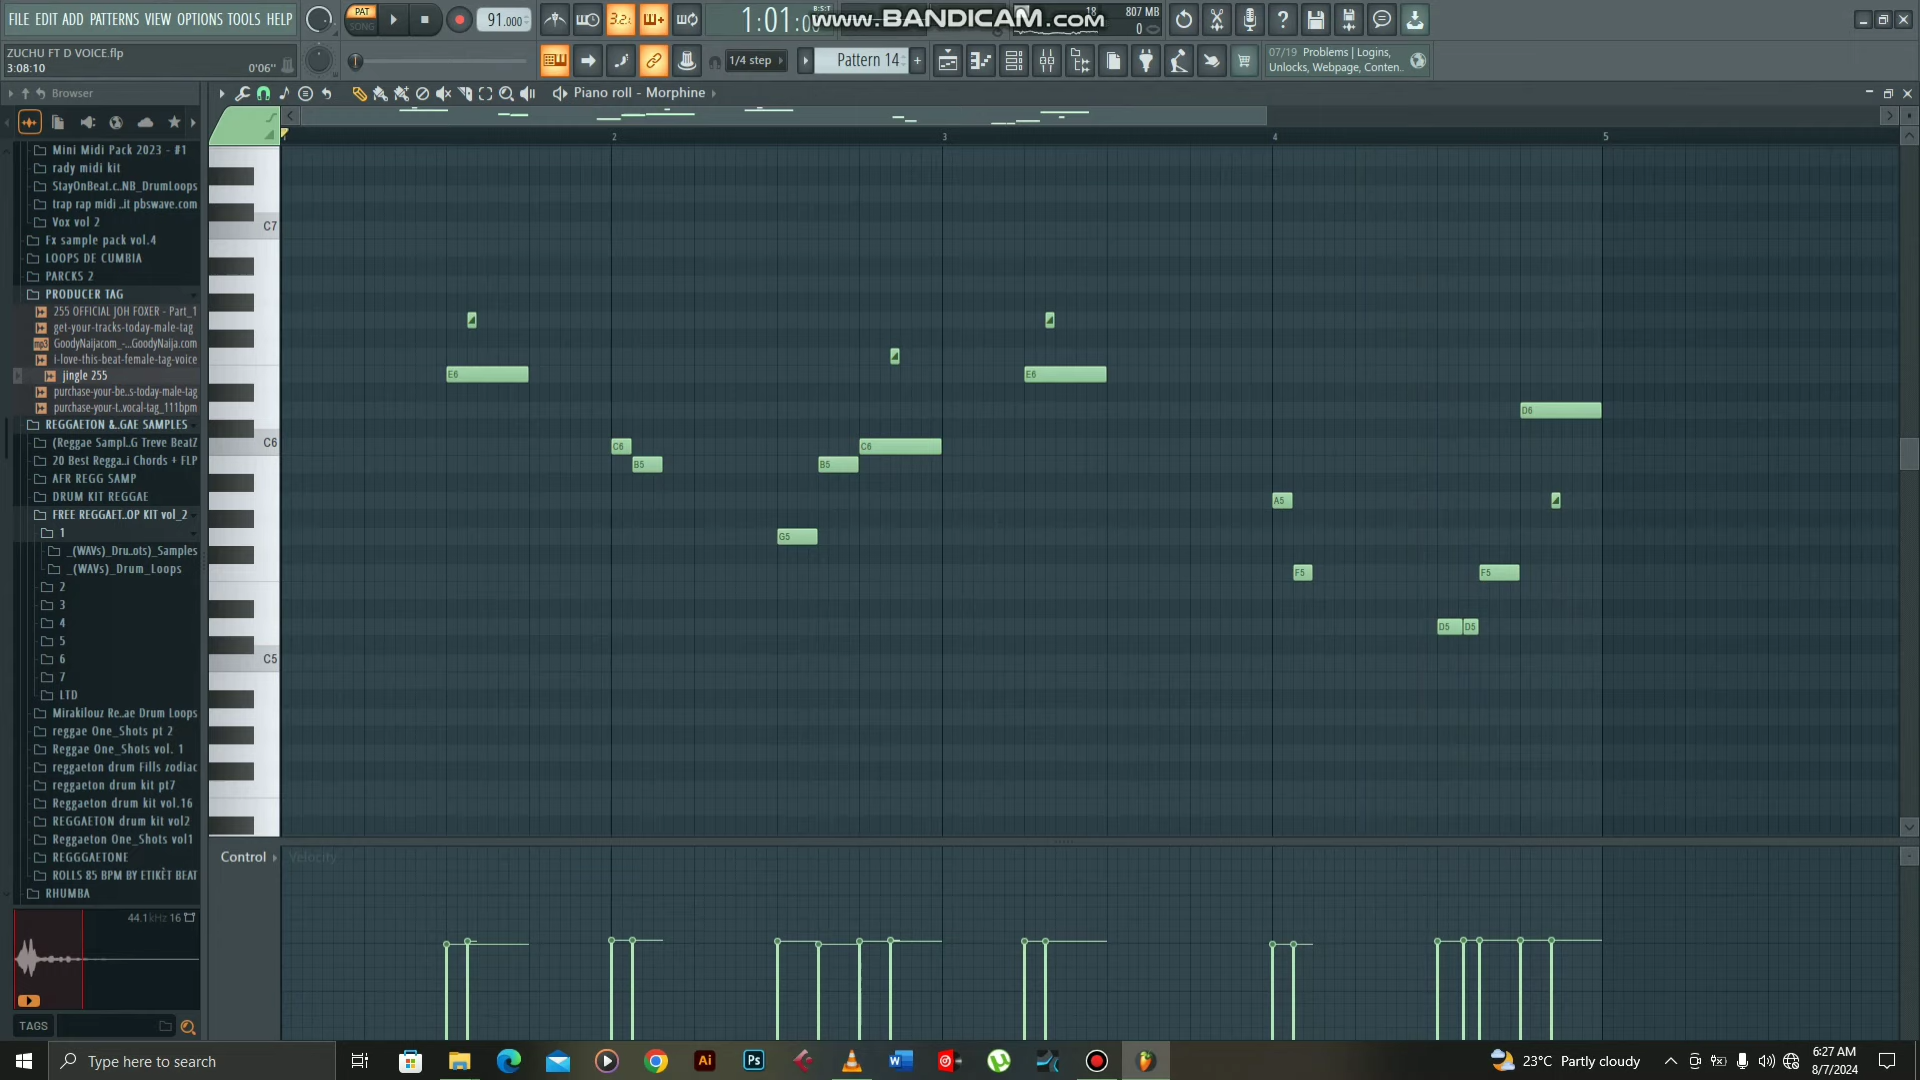 FILE EDIT ADD PATTERNS VIEW OPTIONS TOOLS HELP
PAT
SONG
91.000
3.2.
1:01:0
B:S:T
www.BANDICAM.com
18
807 MB
0
ZUCHU FT D VOICE.flp
3:08:10
0'06"
1/4 step
Pattern 14
07/19 Problems | Logins,
Unlocks, Webpage, Conten..
Browser
Piano roll - Morphine
Mini Midi Pack 2023 - #1
rady midi kit
StayOnBeat.c..NB_DrumLoops
trap rap midi ..it pbswave.com
Vox vol 2
Fx sample pack vol.4
LOOPS DE CUMBIA
PARCKS 2
PRODUCER TAG
255 OFFICIAL JOH FOXER - Part_1
get-your-tracks-today-male-tag
GoodyNaijacom_-...GoodyNaija.com
i-love-this-beat-female-tag-voice
jingle 255
purchase-your-be..s-today-male-tag
purchase-your-t..vocal-tag_111bpm
REGGAETON &..GAE SAMPLES
(Reggae Sampl..G Treve BeatZ
20 Best Regga..i Chords + FLP
AFR REGG SAMP
DRUM KIT REGGAE
FREE REGGAET..OP KIT vol_2
1
_(WAVs)_Dru..ots)_Samples
_(WAVs)_Drum_Loops
2
3
4
5
6
7
LTD
Mirakilouz Re..ae Drum Loops
reggae One_Shots pt 2
Reggae One_Shots vol. 1
reggaeton drum Fills zodiac
reggaeton drum kit pt7
Reggaeton drum kit vol.16
REGGAETON drum kit vol2
Reggaeton One_Shots vol1
REGGGAETONE
ROLLS 85 BPM BY ETIKÈT BEAT
RHUMBA
44.1kHz 16
TAGS
2
3
4
5
C7
E6
E6
D6
C6
C6
C6
B5
B5
A5
G5
F5
F5
D5
D5
C5
Control
Velocity
Type here to search
23°C Partly cloudy
6:27 AM
8/7/2024